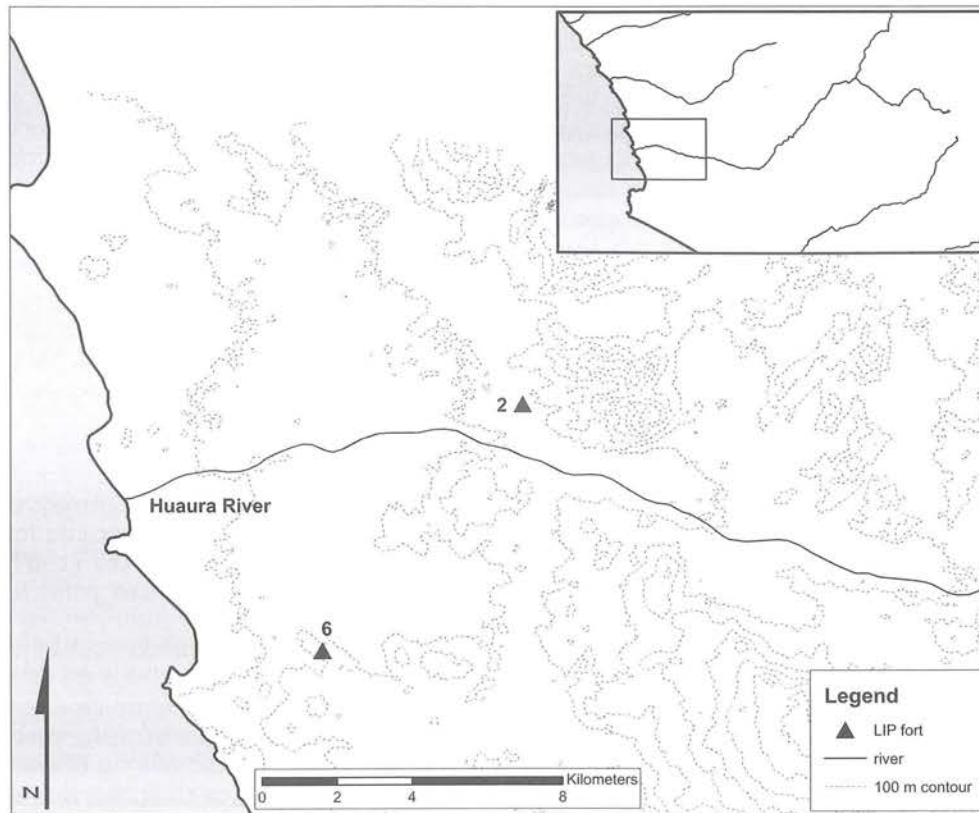 2
Huaura River
6
N
Kilometers
0 2 4 8
Legend
LIP fort
river
100 m contour